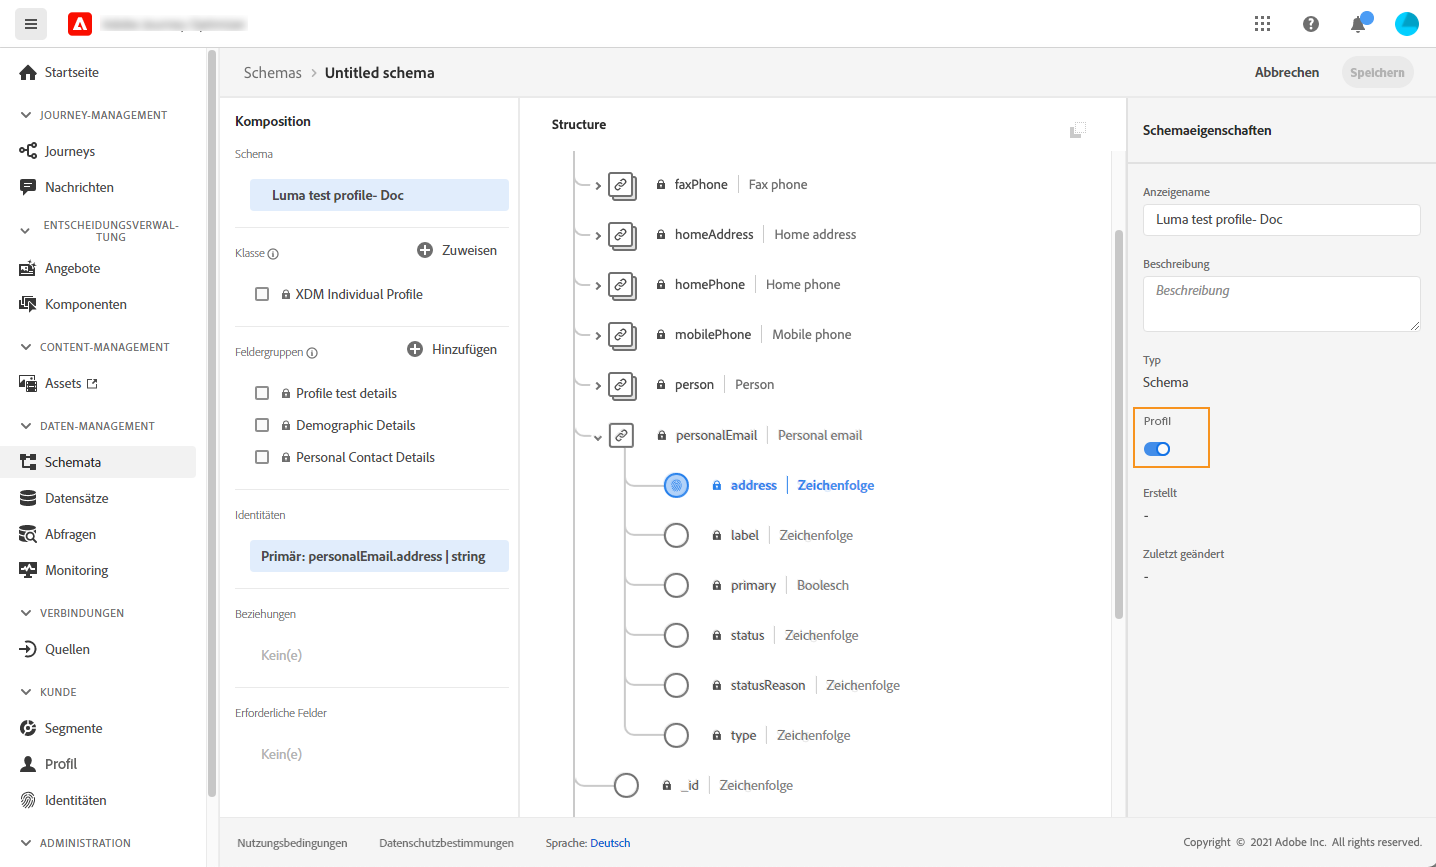 Schemas > Untitled schema
Abbrechen
Speichern
Startseite
JOURNEY-MANAGEMENT
Journeys
Nachrichten
ENTSCHEIDUNGSVERWAL-
TUNG
Angebote
Komponenten
CONTENT-MANAGEMENT
Assets
DATEN-MANAGEMENT
Schemata
Datensätze
Abfragen
Monitoring
VERBINDUNGEN
Quellen
KUNDE
Segmente
Profil
Identitäten
ADMINISTRATION
Komposition
Schema
Luma test profile- Doc
Klasse
Zuweisen
XDM Individual Profile
Feldergruppen
Hinzufügen
Profile test details
Demographic Details
Personal Contact Details
Identitäten
Primär: personalEmail.address | string
Beziehungen
Kein(e)
Erforderliche Felder
Kein(e)
Structure
faxPhone | Fax phone
homeAddress | Home address
homePhone | Home phone
mobilePhone | Mobile phone
person | Person
personalEmail | Personal email
address | Zeichenfolge
label | Zeichenfolge
primary | Boolesch
status | Zeichenfolge
statusReason | Zeichenfolge
type | Zeichenfolge
_id | Zeichenfolge
Schemaeigenschaften
Anzeigename
Luma test profile- Doc
Beschreibung
Beschreibung
Typ
Schema
Profil
Erstellt
-
Zuletzt geändert
-
Nutzungsbedingungen
Datenschutzbestimmungen
Sprache: Deutsch
Copyright © 2021 Adobe Inc. All rights reserved.